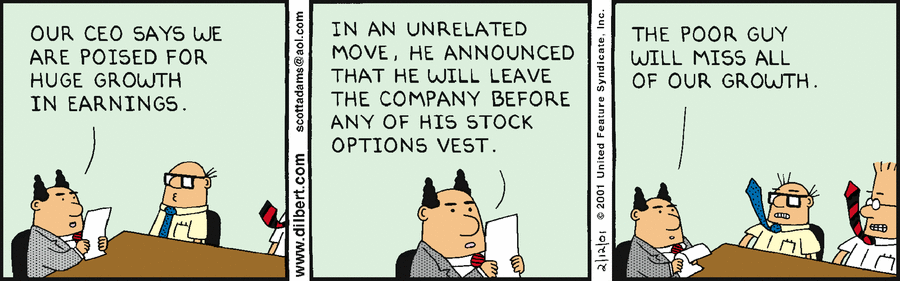 OUR CEO SAYS WE
ARE POISED FOR
HUGE GROWTH
IN EARNINGS.
www.dilbert.com
scottadams@aol.com
IN AN UNRELATED
MOVE, HE ANNOUNCED
THAT HE WILL LEAVE
THE COMPANY BEFORE
ANY OF HIS STOCK
OPTIONS VEST.
2/12/01 © 2001 United Feature Syndicate, Inc.
THE POOR GUY
WILL MISS ALL
OF OUR GROWTH.